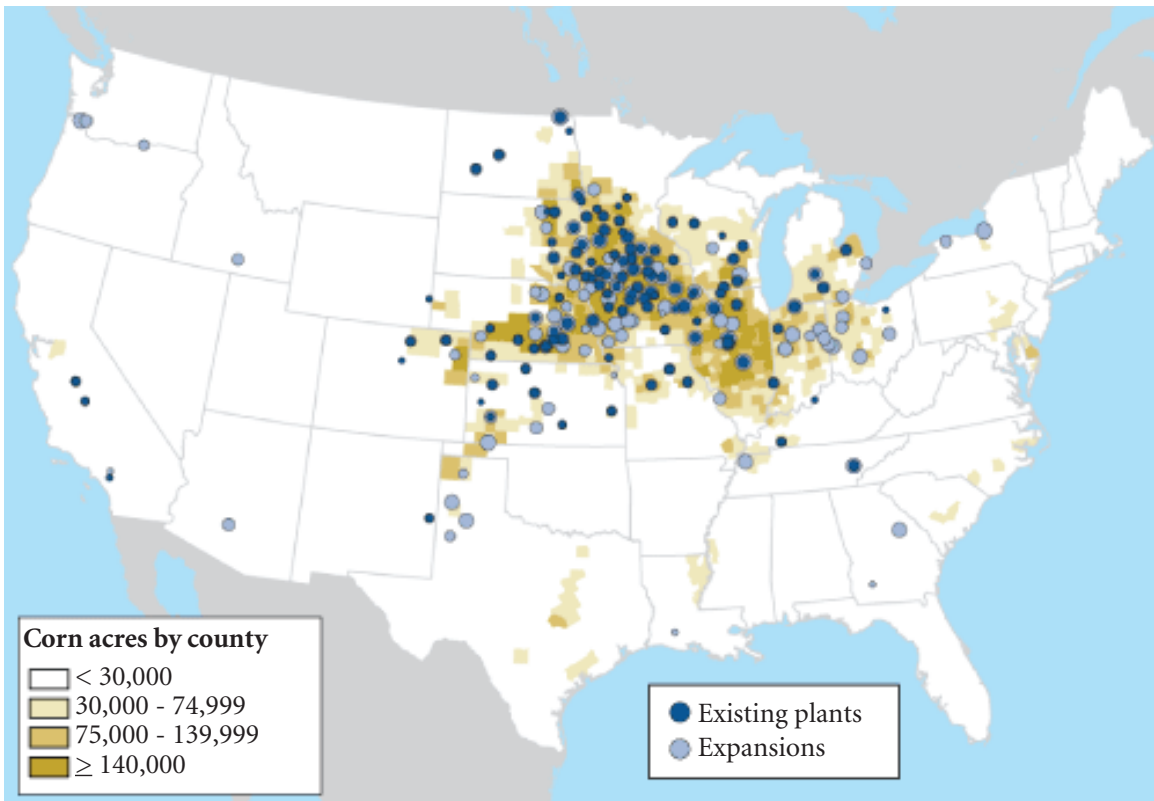 Corn acres by county
< 30,000
30,000 - 74,999
75,000 - 139,999
≥ 140,000
Existing plants
Expansions